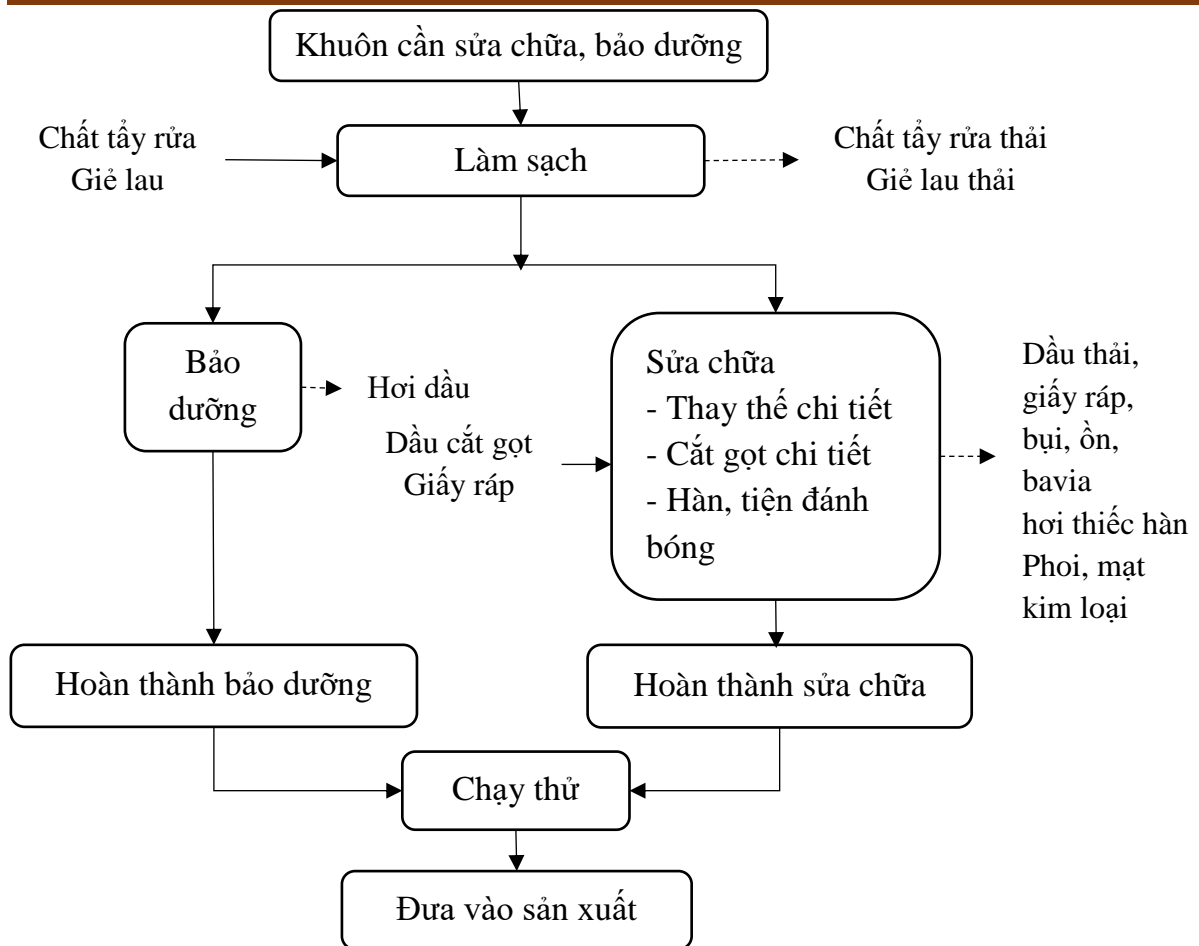 Khuôn cần sửa chữa, bảo dưỡng
Chất tẩy rửa
Giẻ lau
Làm sạch
Chất tẩy rửa thải
Giẻ lau thải
Bảo
dưỡng
Hơi dầu
Dầu cắt gọt
Giấy ráp
Sửa chữa
- Thay thế chi tiết
- Cắt gọt chi tiết
- Hàn, tiện đánh
bóng
Dầu thải,
giấy ráp,
bụi, ồn,
bavia
hơi thiếc hàn
Phoi, mạt
kim loại
Hoàn thành bảo dưỡng
Hoàn thành sửa chữa
Chạy thử
Đưa vào sản xuất